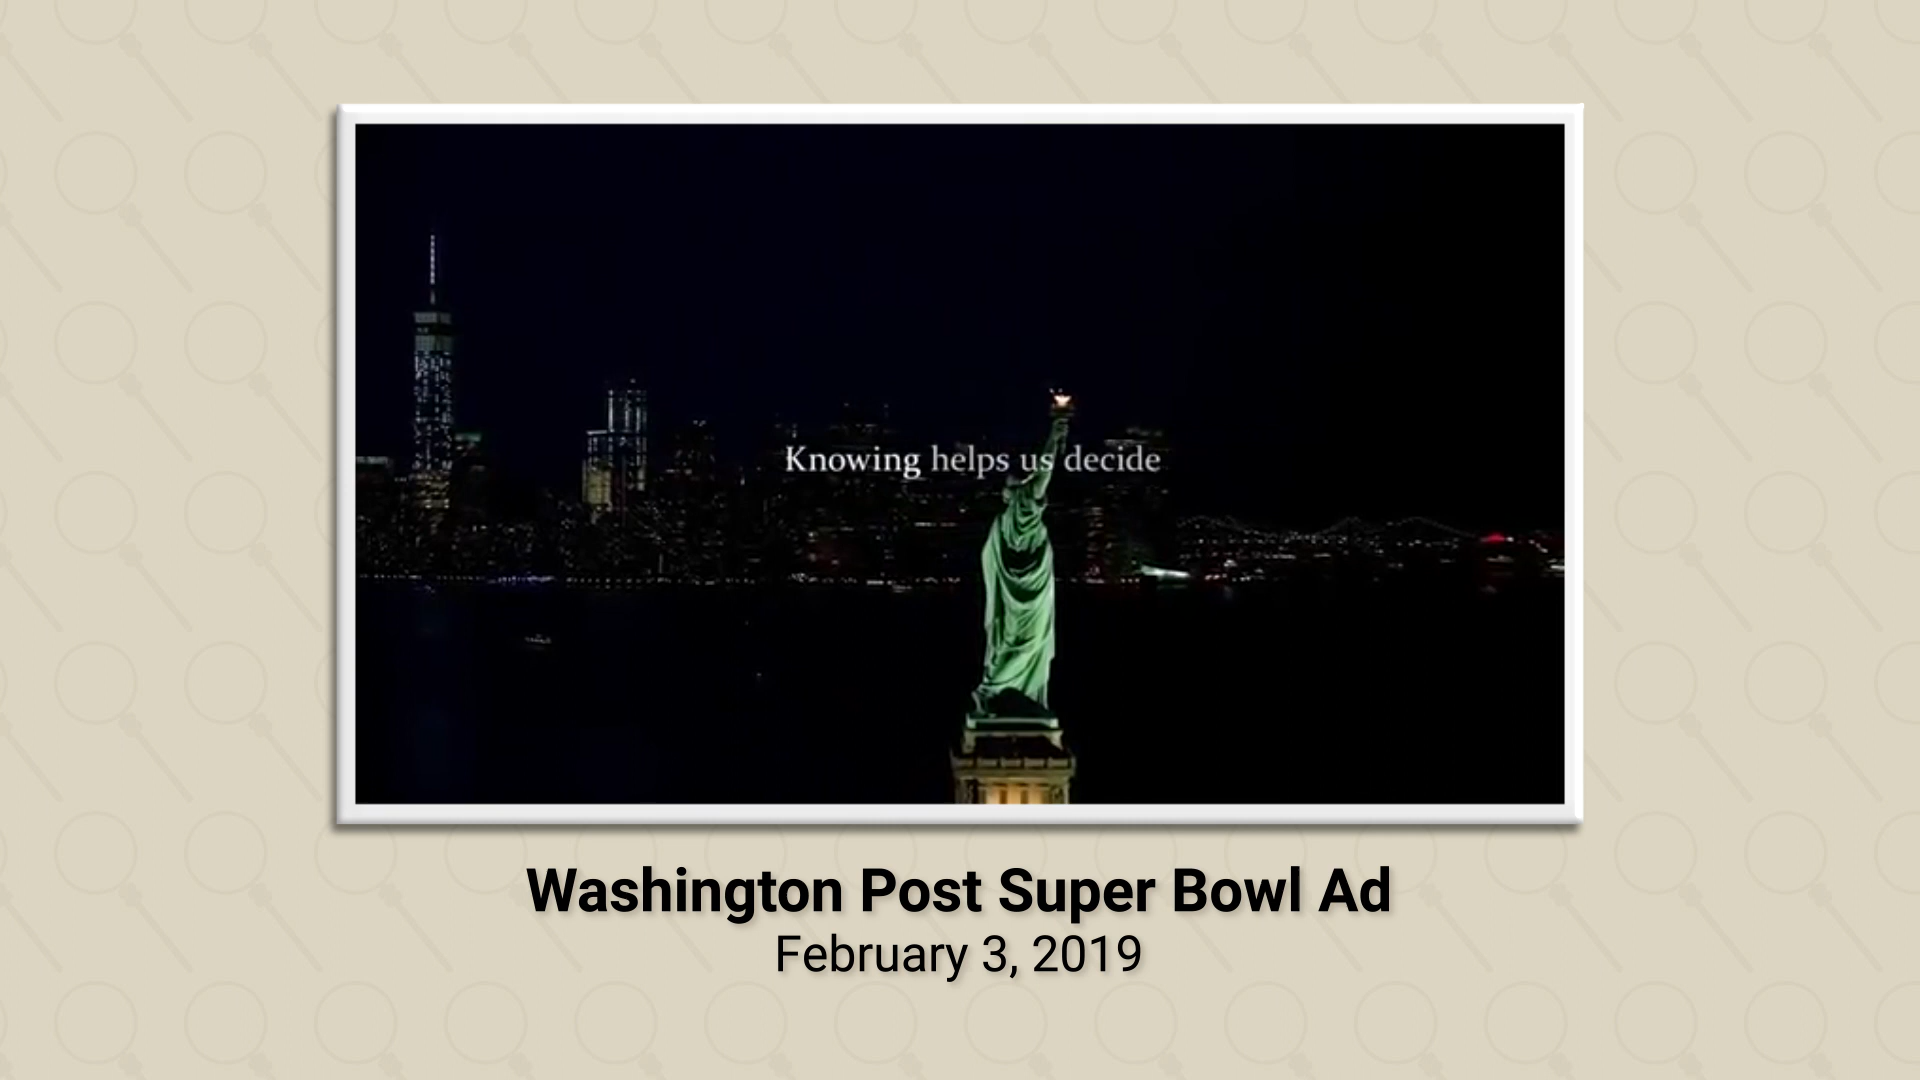 Knowing helps us decide
Washington Post Super Bowl Ad
February 3, 2019